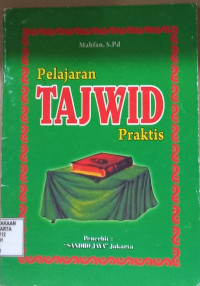 Mahfan, S.Pd
Pelajaran
TAJWID
Praktis
Penerbit :
"SANDRO JAYA" Jakarta